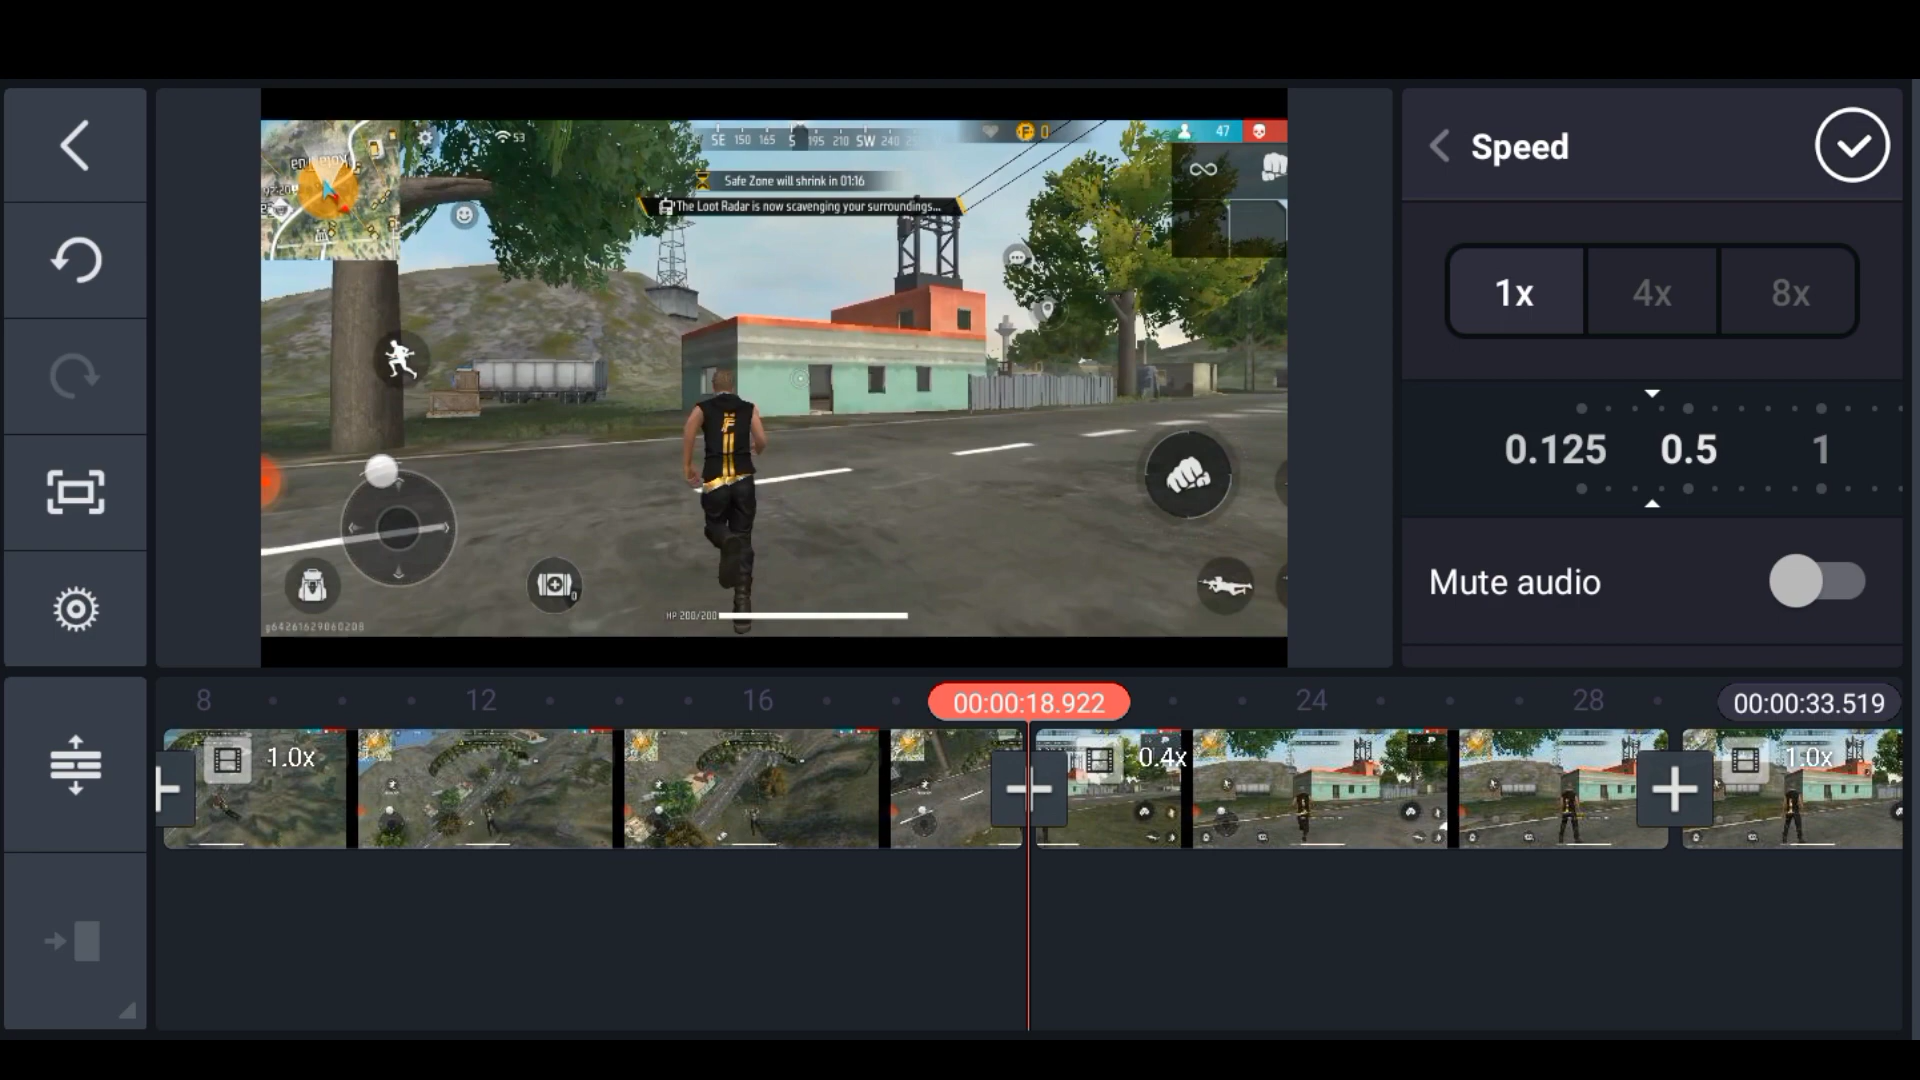 53
SE 150 165 S 195 210 SW 240
0
47
Safe Zone will shrink in 01:16
The Loot Radar is now scavenging your surroundings...
0
HP 200/200
g64261629060208
Speed
1x 4x 8x
0.125 0.5 1
Mute audio
8 12 16 00:00:18.922 24 28 00:00:33.519
1.0x 0.4x 1.0x